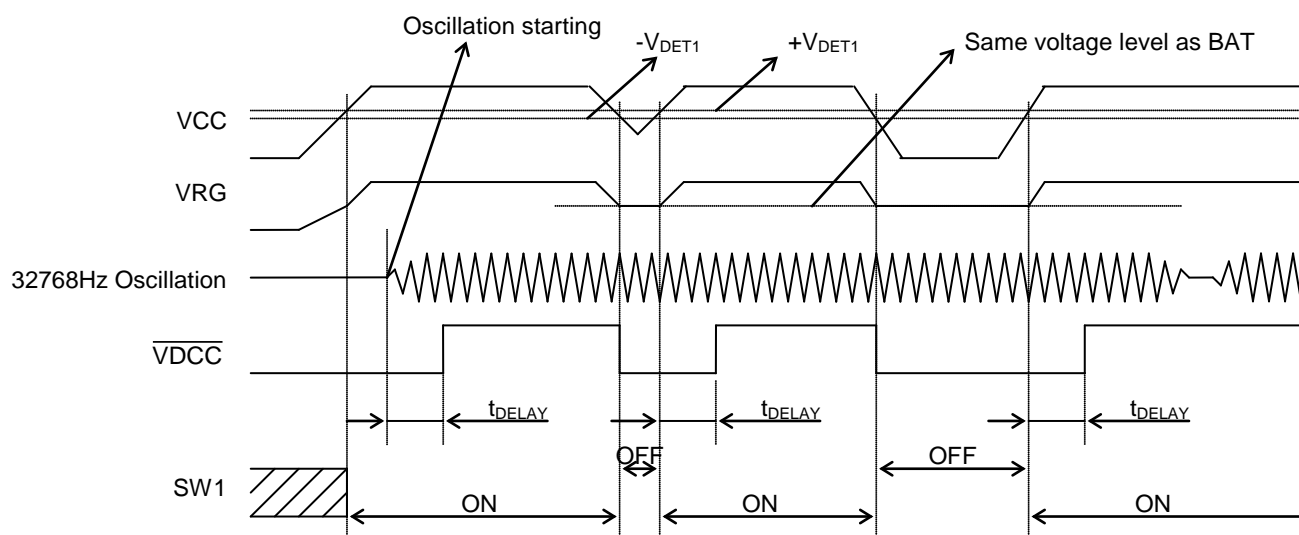 Oscillation starting
-VDET1
+VDET1
Same voltage level as BAT
VCC
VRG
32768Hz Oscillation
VDCC
tDELAY
tDELAY
tDELAY
OFF
OFF
SW1
ON
ON
ON